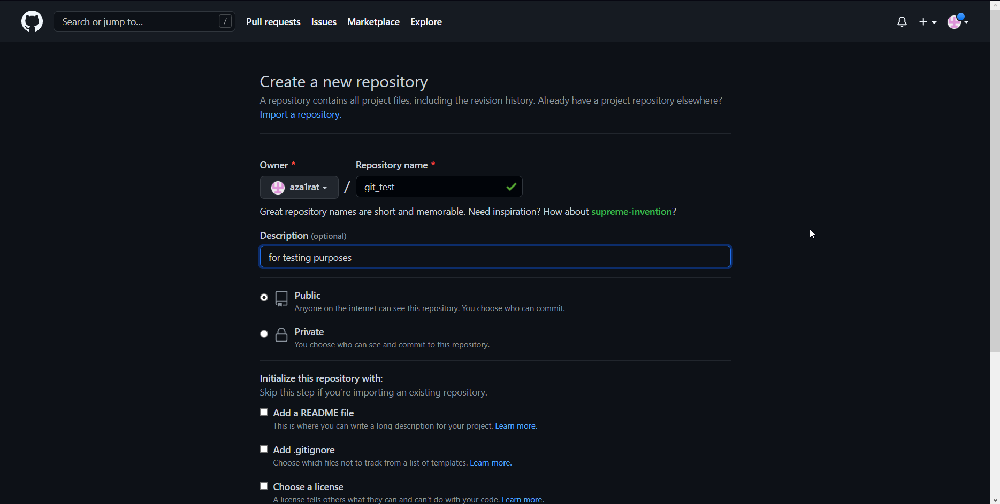 Search or jump to... /
Pull requests Issues Marketplace Explore
Create a new repository
A repository contains all project files, including the revision history. Already have a project repository elsewhere?
Import a repository.
Owner * Repository name *
aza1rat / git_test
Great repository names are short and memorable. Need inspiration? How about supreme-invention?
Description (optional)
for testing purposes
Public
Anyone on the internet can see this repository. You choose who can commit.
Private
You choose who can see and commit to this repository.
Initialize this repository with:
Skip this step if you're importing an existing repository.
Add a README file
This is where you can write a long description for your project. Learn more.
Add .gitignore
Choose which files not to track from a list of templates. Learn more.
Choose a license
A license tells others what they can and can't do with your code. Learn more.